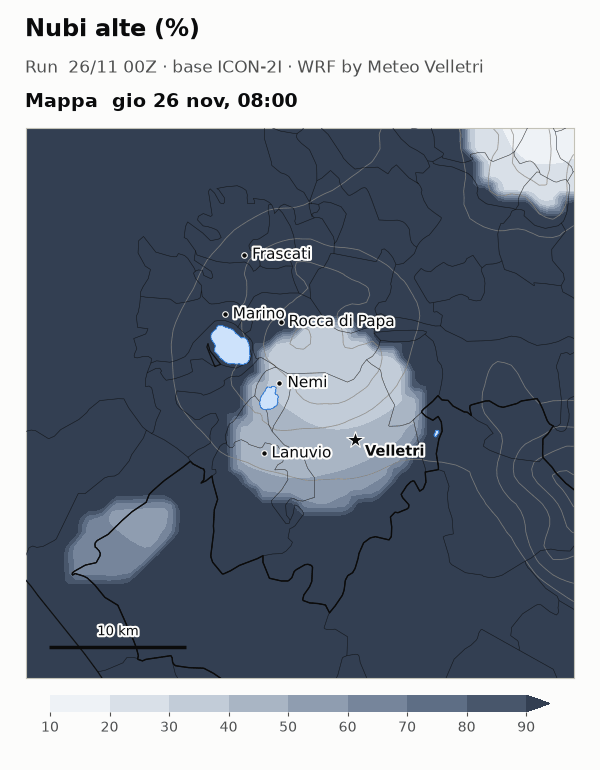 Nubi alte (%)
Run  26/11 00Z · base ICON-2I · WRF by Meteo Velletri
Mappa  gio 26 nov, 08:00
Frascati
Marino
Rocca di Papa
Nemi
Velletri
Lanuvio
10 km
10 20 30 40 50 60 70 80 90